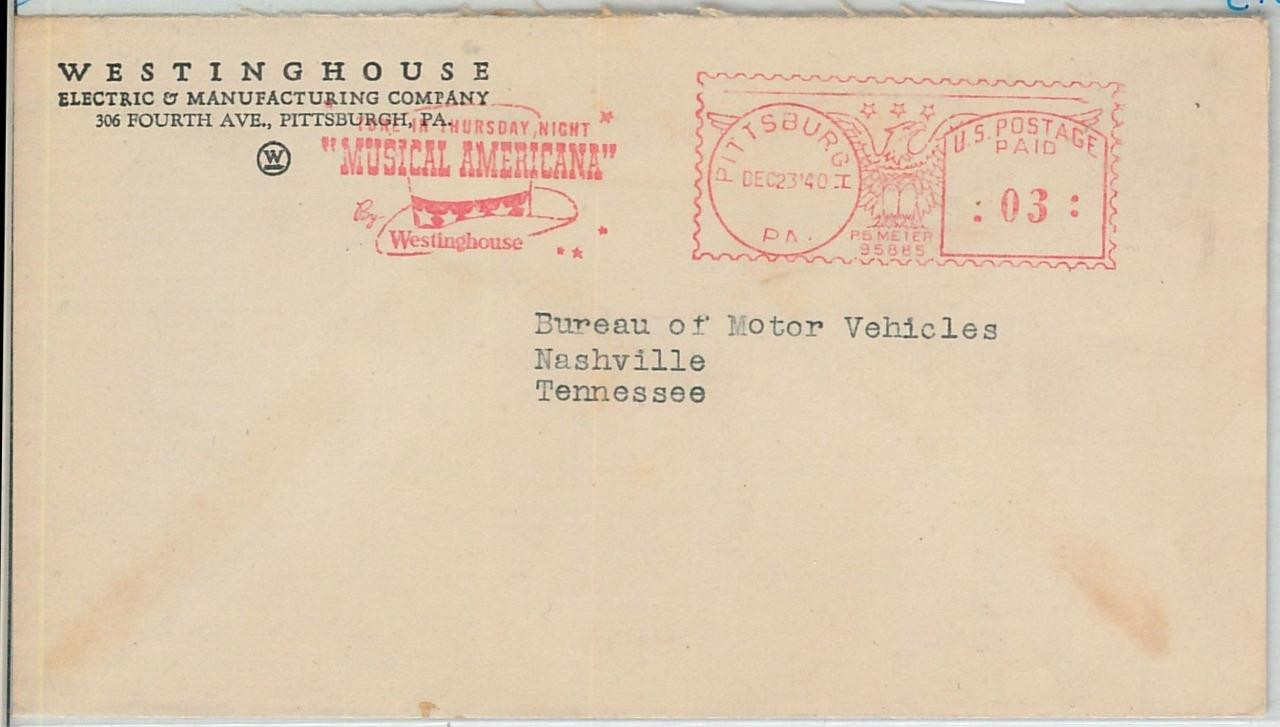 WESTINGHOUSE
ELECTRIC & MANUFACTURING COMPANY
306 FOURTH AVE., PITTSBURGH, PA.
W
TUNE IN THURSDAY NIGHT
"MUSICAL AMERICANA"
By
Westinghouse
PITTSBURGH
DEC 23 '40
PA.
P.B. METER
95885
U.S. POSTAGE
PAID
: 03 :
Bureau of Motor Vehicles
Nashville
Tennessee